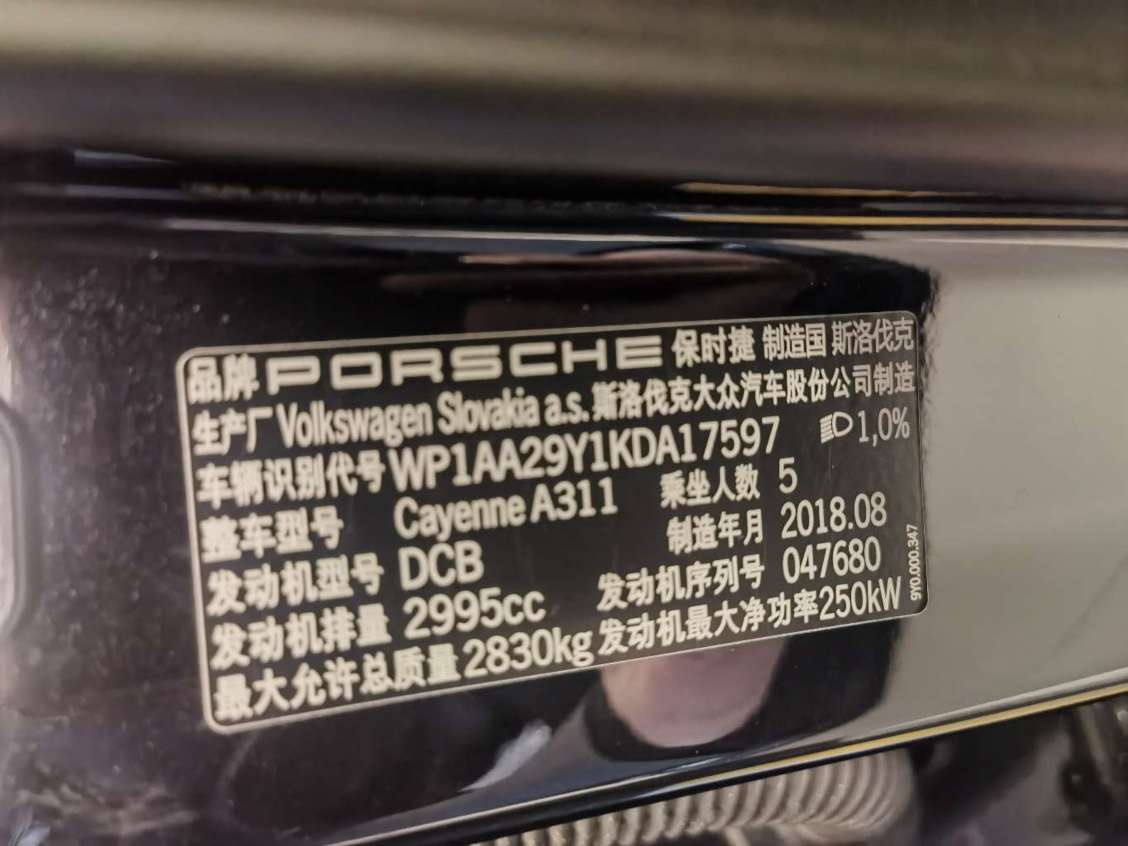 品牌 PORSCHE 保时捷 制造国 斯洛伐克
生产厂 Volkswagen Slovakia a.s. 斯洛伐克大众汽车股份公司制造
车辆识别代号 WP1AA29Y1KDA17597 1,0%
整车型号 Cayenne A311 乘坐人数 5
发动机型号 DCB 制造年月 2018.08
发动机排量 2995cc 发动机序列号 047680
最大允许总质量 2830kg 发动机最大净功率 250kW
9Y0.000.347